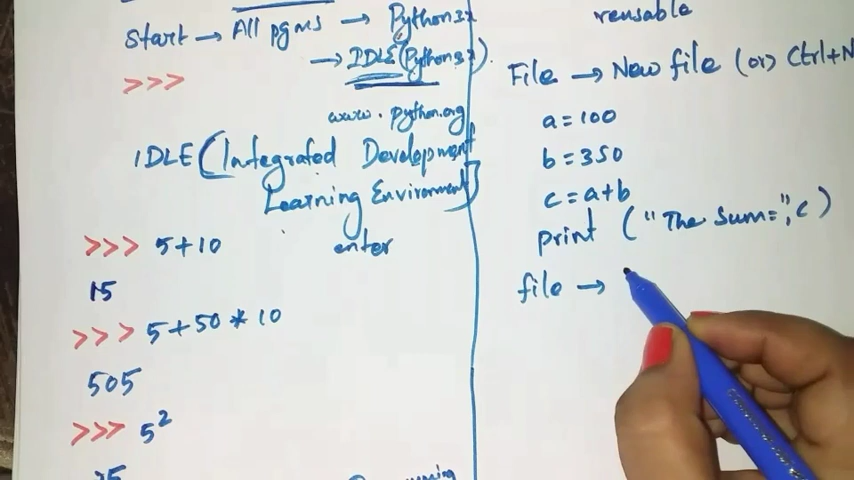 Start → All pgms → Python3x
→ IDLE(Python3x).
>>>
www.python.org
IDLE (Integrated Development
Learning Environment)
>>> 5+10 enter
15
>>> 5+50*10
505
>>> 5²
25
reusable
File → New file (or) Ctrl+N
a=100
b=350
c=a+b
print ("The Sum=",c)
file →